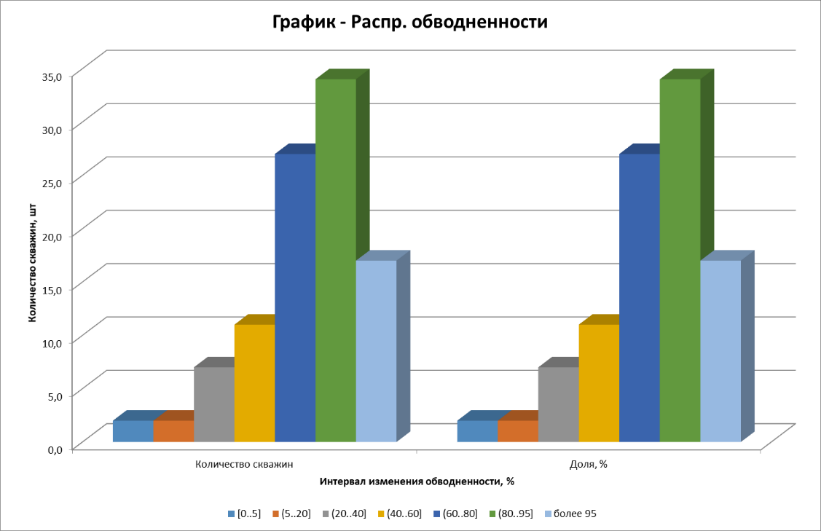 График - Распр. обводненности
Количество скважин, шт
35,0
30,0
25,0
20,0
15,0
10,0
5,0
0,0
Количество скважин
Доля, %
Интервал изменения обводненности, %
[0..5] (5..20] (20..40] (40..60] (60..80] (80..95] более 95